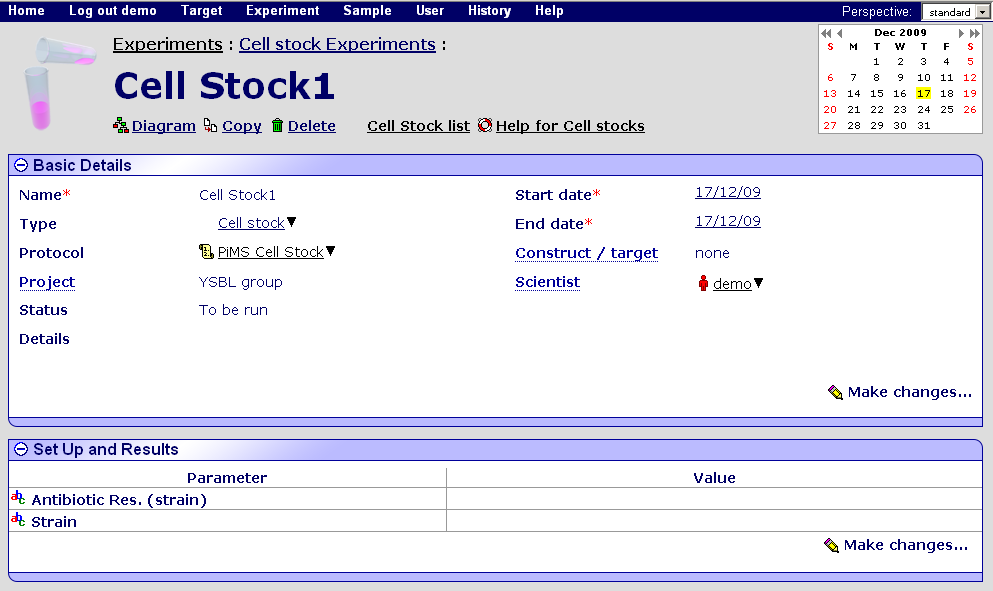 Home Log out demo Target Experiment Sample User History Help Perspective: standard
Experiments : Cell stock Experiments :
Cell Stock1
Diagram Copy Delete Cell Stock list Help for Cell stocks
Dec 2009
S M T W T F S
1 2 3 4 5
6 7 8 9 10 11 12
13 14 15 16 17 18 19
20 21 22 23 24 25 26
27 28 29 30 31
Basic Details
Name* Cell Stock1 Start date* 17/12/09
Type Cell stock End date* 17/12/09
Protocol PiMS Cell Stock Construct / target none
Project YSBL group Scientist demo
Status To be run
Details
Make changes...
Set Up and Results
Parameter Value
abc Antibiotic Res. (strain)
abc Strain
Make changes...